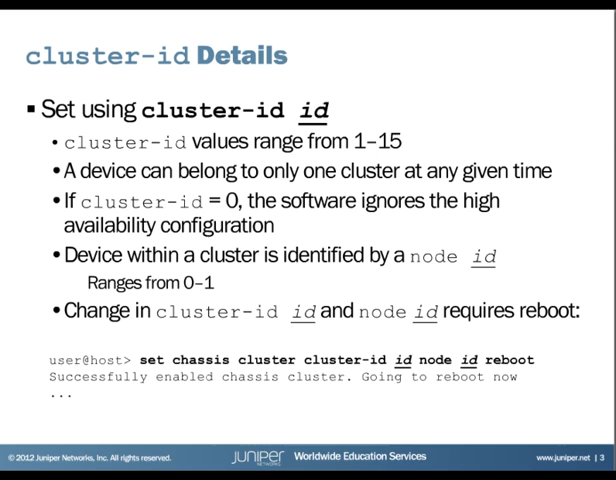 cluster-id Details
▪ Set using cluster-id id
• cluster-id values range from 1–15
• A device can belong to only one cluster at any given time
• If cluster-id = 0, the software ignores the high
availability configuration
• Device within a cluster is identified by a node id
Ranges from 0–1
• Change in cluster-id id and node id requires reboot:
user@host> set chassis cluster cluster-id id node id reboot
Successfully enabled chassis cluster. Going to reboot now
...
© 2012 Juniper Networks, Inc. All rights reserved. JUNIPER NETWORKS Worldwide Education Services www.juniper.net | 3